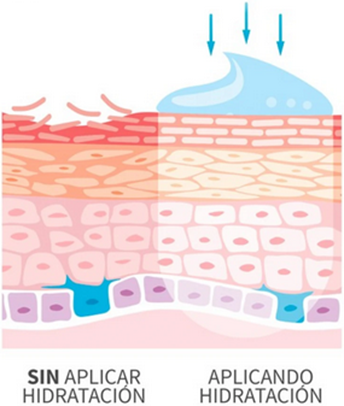 SIN APLICAR
HIDRATACIÓN
APLICANDO
HIDRATACIÓN